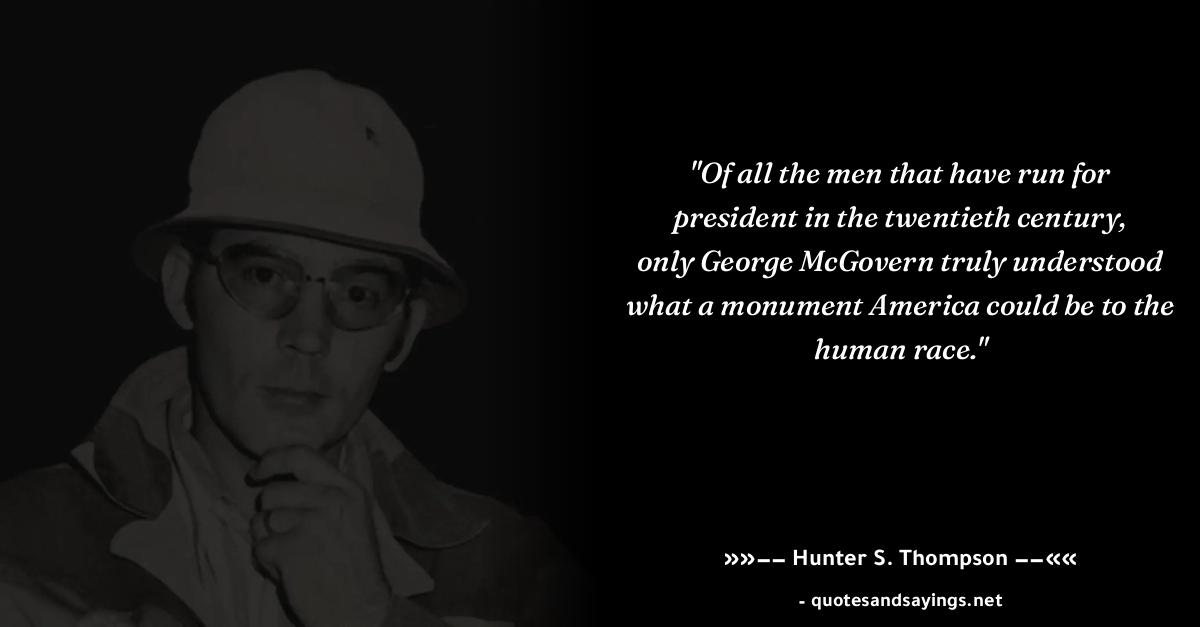 "Of all the men that have run for
president in the twentieth century,
only George McGovern truly understood
what a monument America could be to the
human race."
»»–– Hunter S. Thompson ––««
- quotesandsayings.net